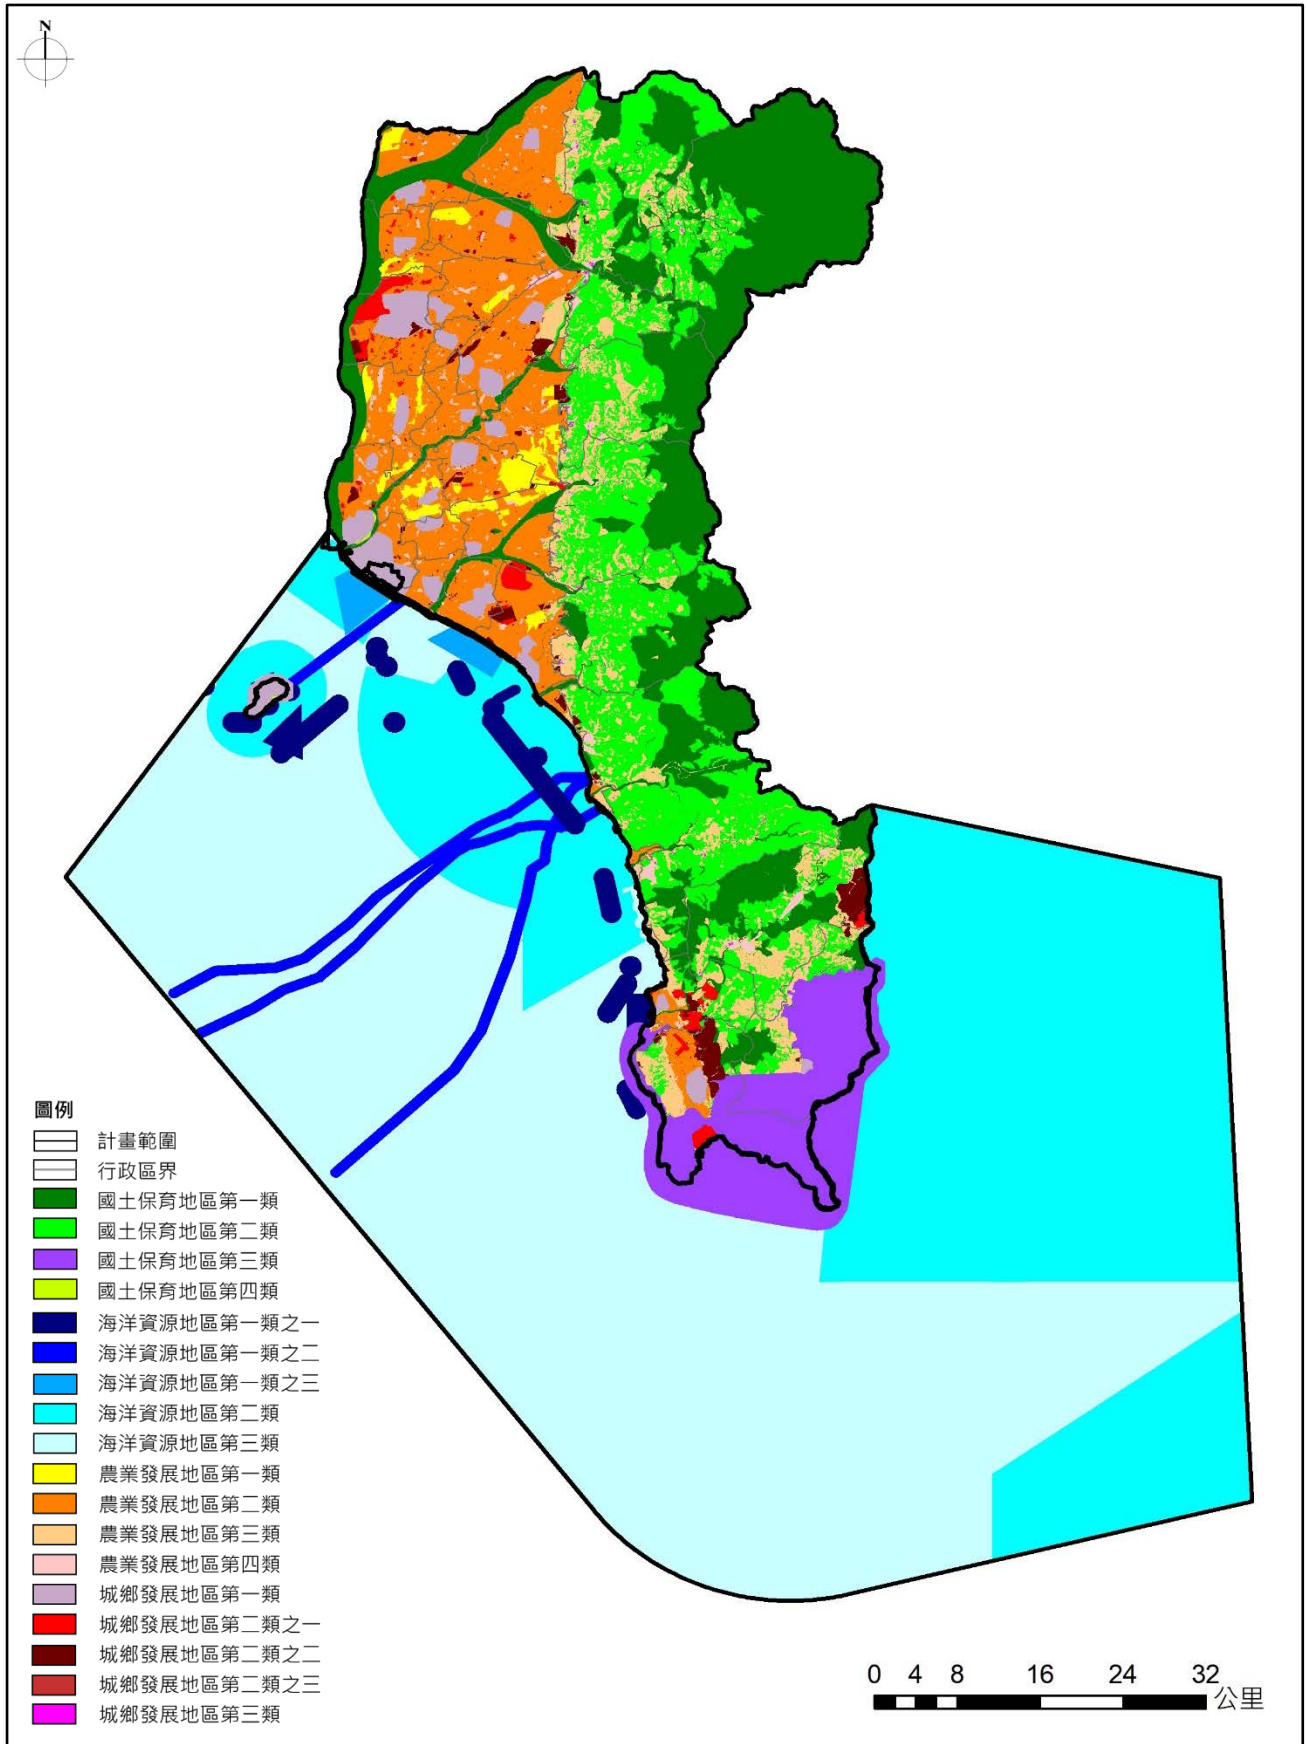 N
圖例
計畫範圍
行政區界
國土保育地區第一類
國土保育地區第二類
國土保育地區第三類
國土保育地區第四類
海洋資源地區第一類之一
海洋資源地區第一類之二
海洋資源地區第一類之三
海洋資源地區第二類
海洋資源地區第三類
農業發展地區第一類
農業發展地區第二類
農業發展地區第三類
農業發展地區第四類
城鄉發展地區第一類
城鄉發展地區第二類之一
城鄉發展地區第二類之二
城鄉發展地區第二類之三
城鄉發展地區第三類
0 4 8 16 24 32
公里